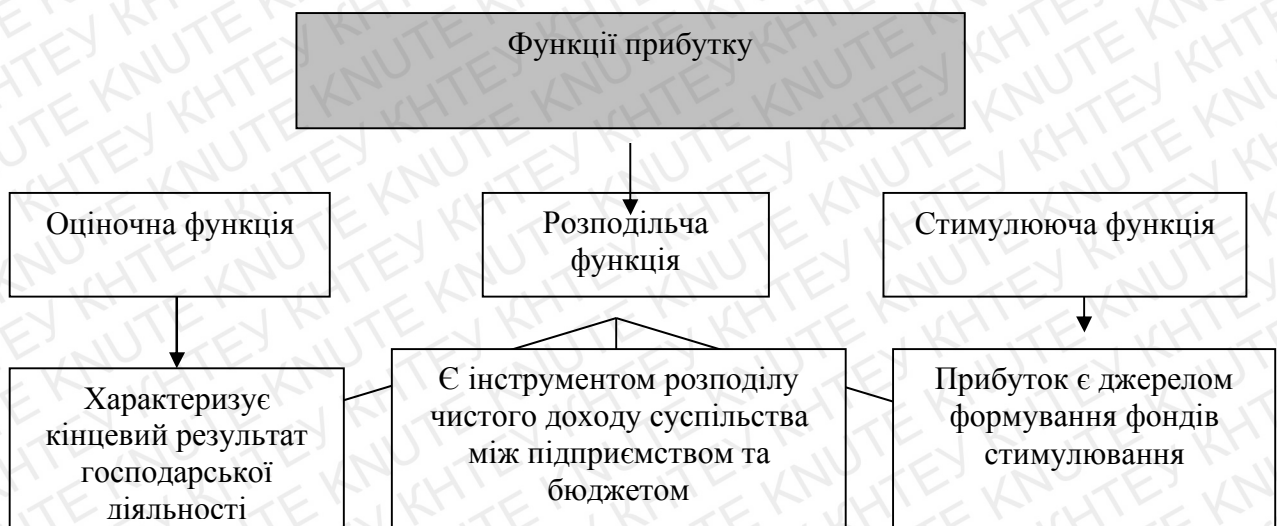 Функції прибутку
Оціночна функція
Розподільча
функція
Стимулююча функція
Характеризує
кінцевий результат
господарської
діяльності
Є інструментом розподілу
чистого доходу суспільства
між підприємством та
бюджетом
Прибуток є джерелом
формування фондів
стимулювання